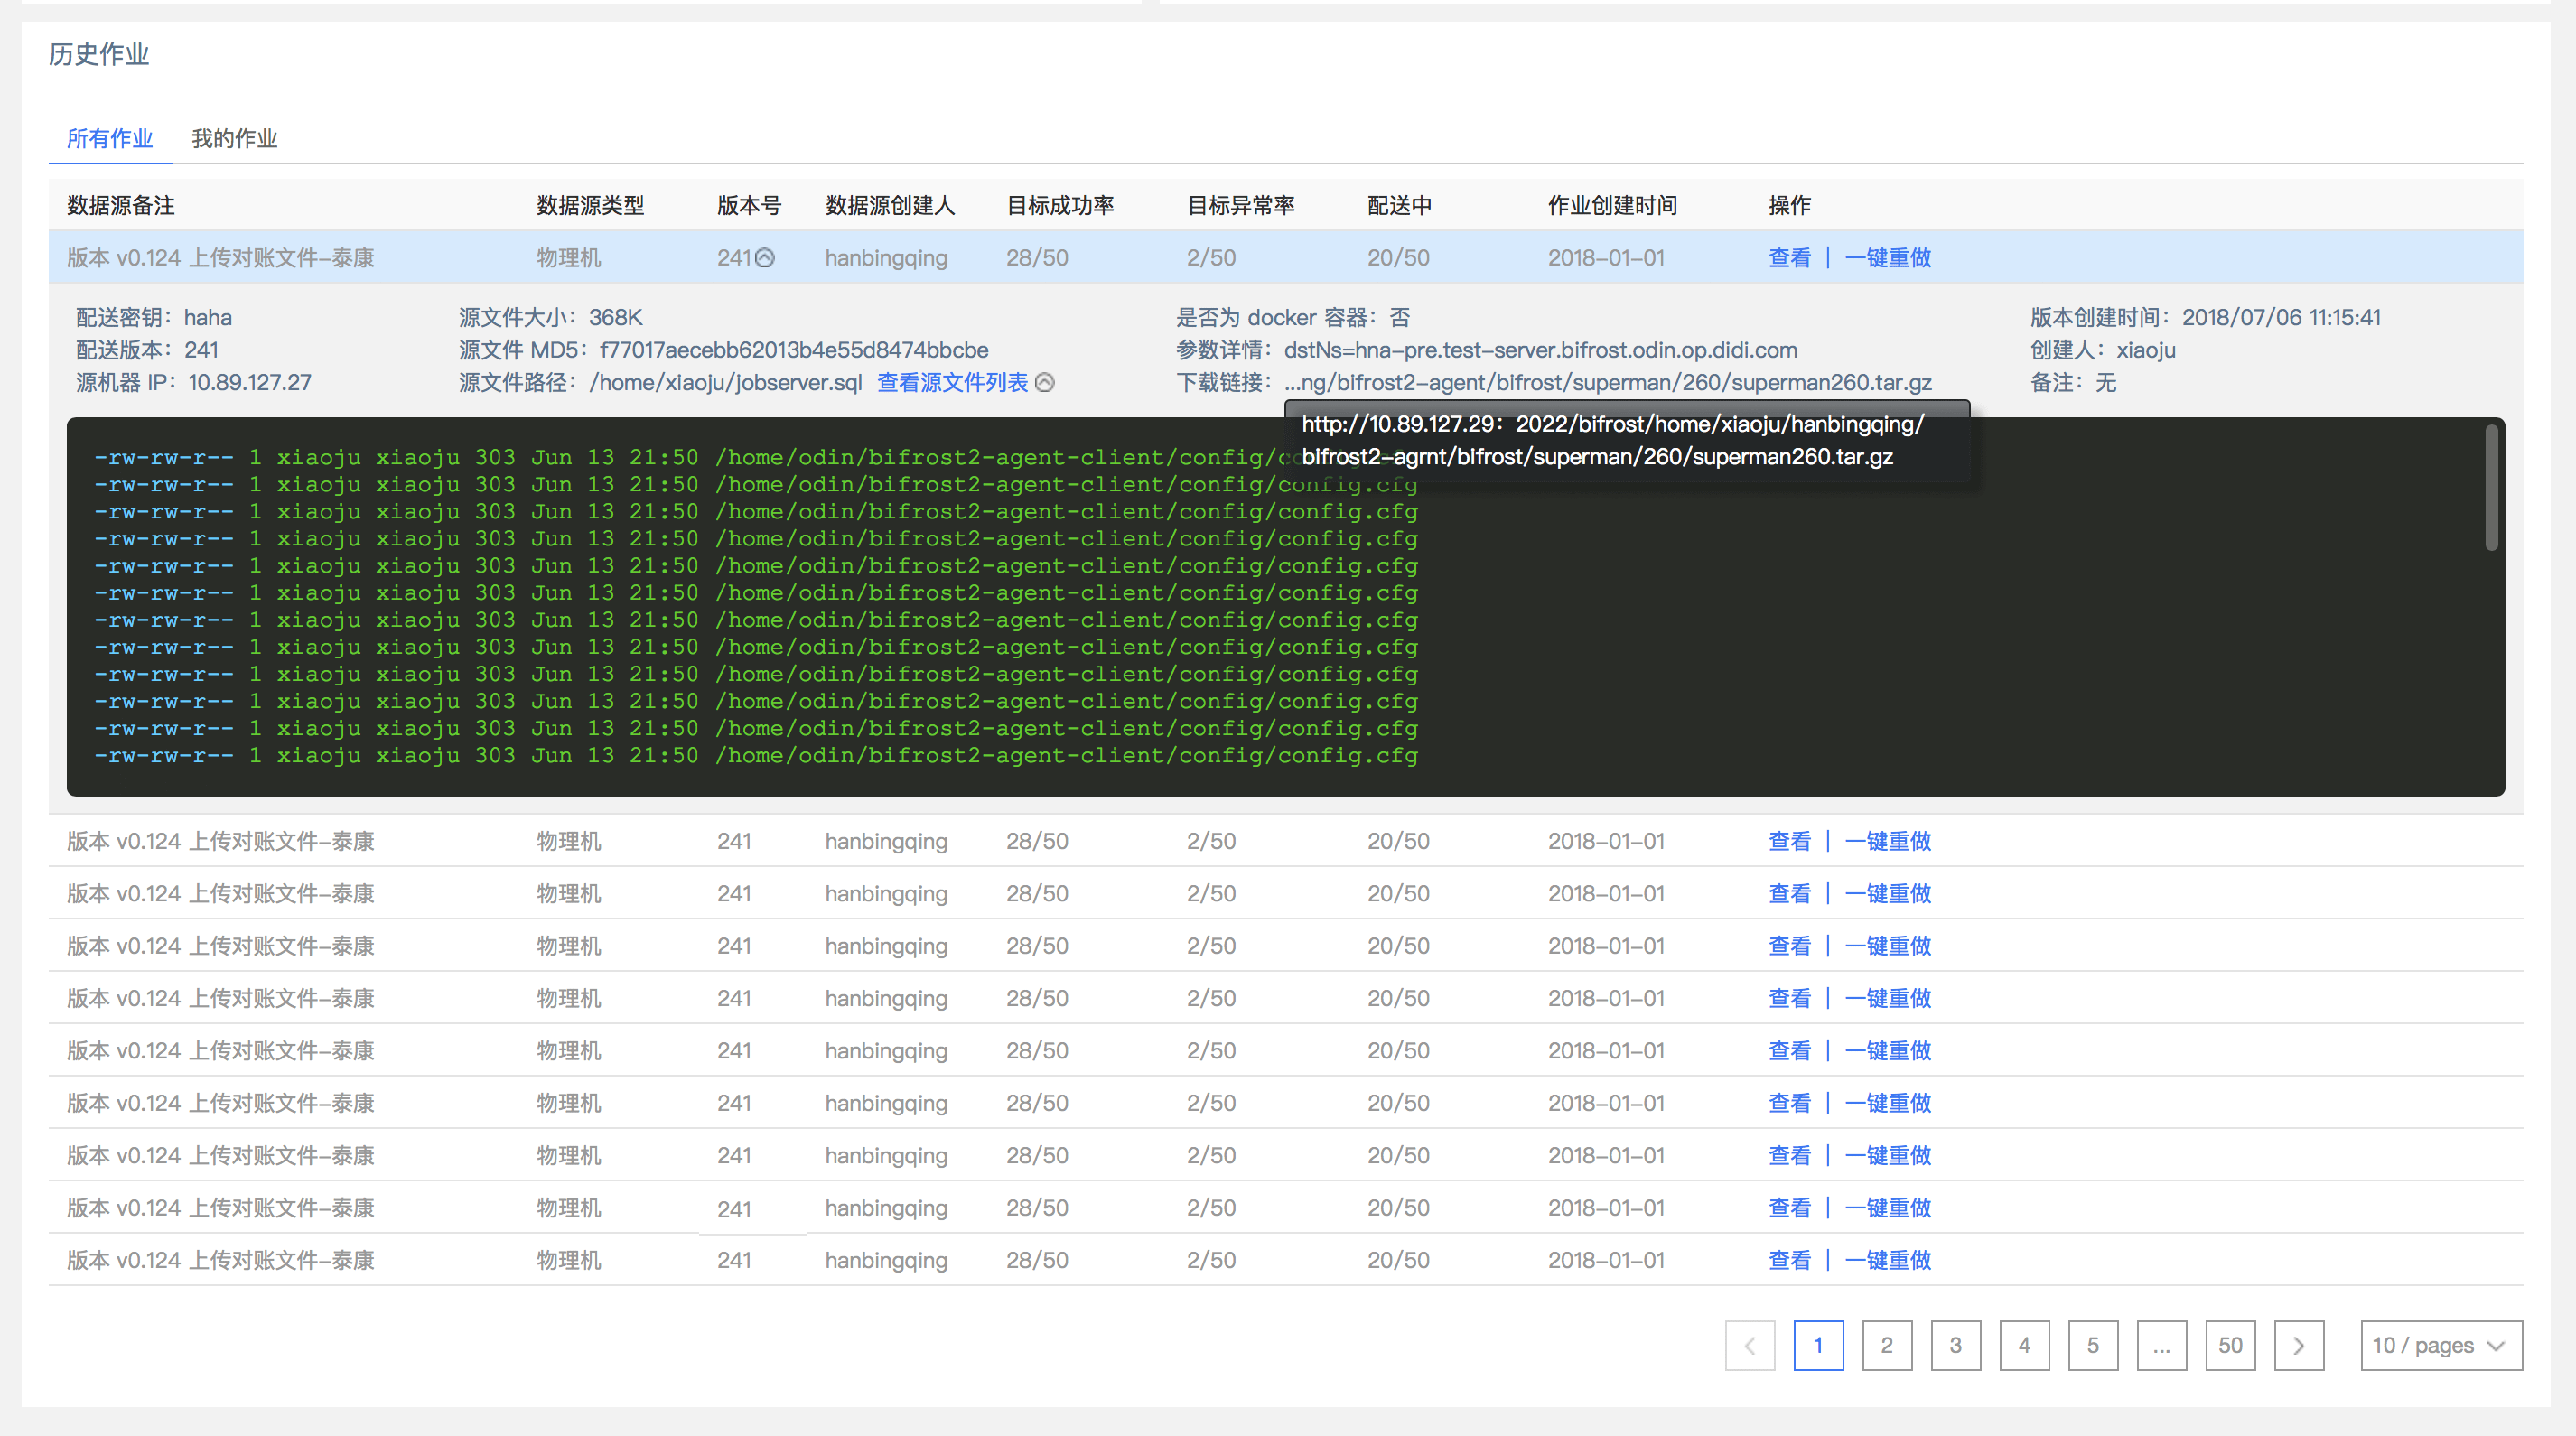 历史作业
所有作业 我的作业
数据源备注 数据源类型 版本号 数据源创建人 目标成功率 目标异常率 配送中 作业创建时间 操作
版本 v0.124 上传对账文件–泰康 物理机 241 hanbingqing 28/50 2/50 20/50 2018–01–01 查看 | 一键重做
配送密钥：haha 源文件大小：368K 是否为 docker 容器：否 版本创建时间：2018/07/06 11:15:41
配送版本：241 源文件 MD5：f77017aecebb62013b4e55d8474bbcbe 参数详情：dstNs=hna-pre.test-server.bifrost.odin.op.didi.com 创建人：xiaoju
源机器 IP：10.89.127.27 源文件路径：/home/xiaoju/jobserver.sql 查看源文件列表 下载链接：...ng/bifrost2-agent/bifrost/superman/260/superman260.tar.gz 备注：无
http://10.89.127.29：2022/bifrost/home/xiaoju/hanbingqing/
bifrost2-agrnt/bifrost/superman/260/superman260.tar.gz
-rw-rw-r-- 1 xiaoju xiaoju 303 Jun 13 21:50 /home/odin/bifrost2-agent-client/config/
-rw-rw-r-- 1 xiaoju xiaoju 303 Jun 13 21:50 /home/odin/bifrost2-agent-client/config/config.cfg
-rw-rw-r-- 1 xiaoju xiaoju 303 Jun 13 21:50 /home/odin/bifrost2-agent-client/config/config.cfg
-rw-rw-r-- 1 xiaoju xiaoju 303 Jun 13 21:50 /home/odin/bifrost2-agent-client/config/config.cfg
-rw-rw-r-- 1 xiaoju xiaoju 303 Jun 13 21:50 /home/odin/bifrost2-agent-client/config/config.cfg
-rw-rw-r-- 1 xiaoju xiaoju 303 Jun 13 21:50 /home/odin/bifrost2-agent-client/config/config.cfg
-rw-rw-r-- 1 xiaoju xiaoju 303 Jun 13 21:50 /home/odin/bifrost2-agent-client/config/config.cfg
-rw-rw-r-- 1 xiaoju xiaoju 303 Jun 13 21:50 /home/odin/bifrost2-agent-client/config/config.cfg
-rw-rw-r-- 1 xiaoju xiaoju 303 Jun 13 21:50 /home/odin/bifrost2-agent-client/config/config.cfg
-rw-rw-r-- 1 xiaoju xiaoju 303 Jun 13 21:50 /home/odin/bifrost2-agent-client/config/config.cfg
-rw-rw-r-- 1 xiaoju xiaoju 303 Jun 13 21:50 /home/odin/bifrost2-agent-client/config/config.cfg
-rw-rw-r-- 1 xiaoju xiaoju 303 Jun 13 21:50 /home/odin/bifrost2-agent-client/config/config.cfg
版本 v0.124 上传对账文件–泰康 物理机 241 hanbingqing 28/50 2/50 20/50 2018–01–01 查看 | 一键重做
版本 v0.124 上传对账文件–泰康 物理机 241 hanbingqing 28/50 2/50 20/50 2018–01–01 查看 | 一键重做
版本 v0.124 上传对账文件–泰康 物理机 241 hanbingqing 28/50 2/50 20/50 2018–01–01 查看 | 一键重做
版本 v0.124 上传对账文件–泰康 物理机 241 hanbingqing 28/50 2/50 20/50 2018–01–01 查看 | 一键重做
版本 v0.124 上传对账文件–泰康 物理机 241 hanbingqing 28/50 2/50 20/50 2018–01–01 查看 | 一键重做
版本 v0.124 上传对账文件–泰康 物理机 241 hanbingqing 28/50 2/50 20/50 2018–01–01 查看 | 一键重做
版本 v0.124 上传对账文件–泰康 物理机 241 hanbingqing 28/50 2/50 20/50 2018–01–01 查看 | 一键重做
版本 v0.124 上传对账文件–泰康 物理机 241 hanbingqing 28/50 2/50 20/50 2018–01–01 查看 | 一键重做
版本 v0.124 上传对账文件–泰康 物理机 241 hanbingqing 28/50 2/50 20/50 2018–01–01 查看 | 一键重做
1 2 3 4 5 ... 50 10 / pages